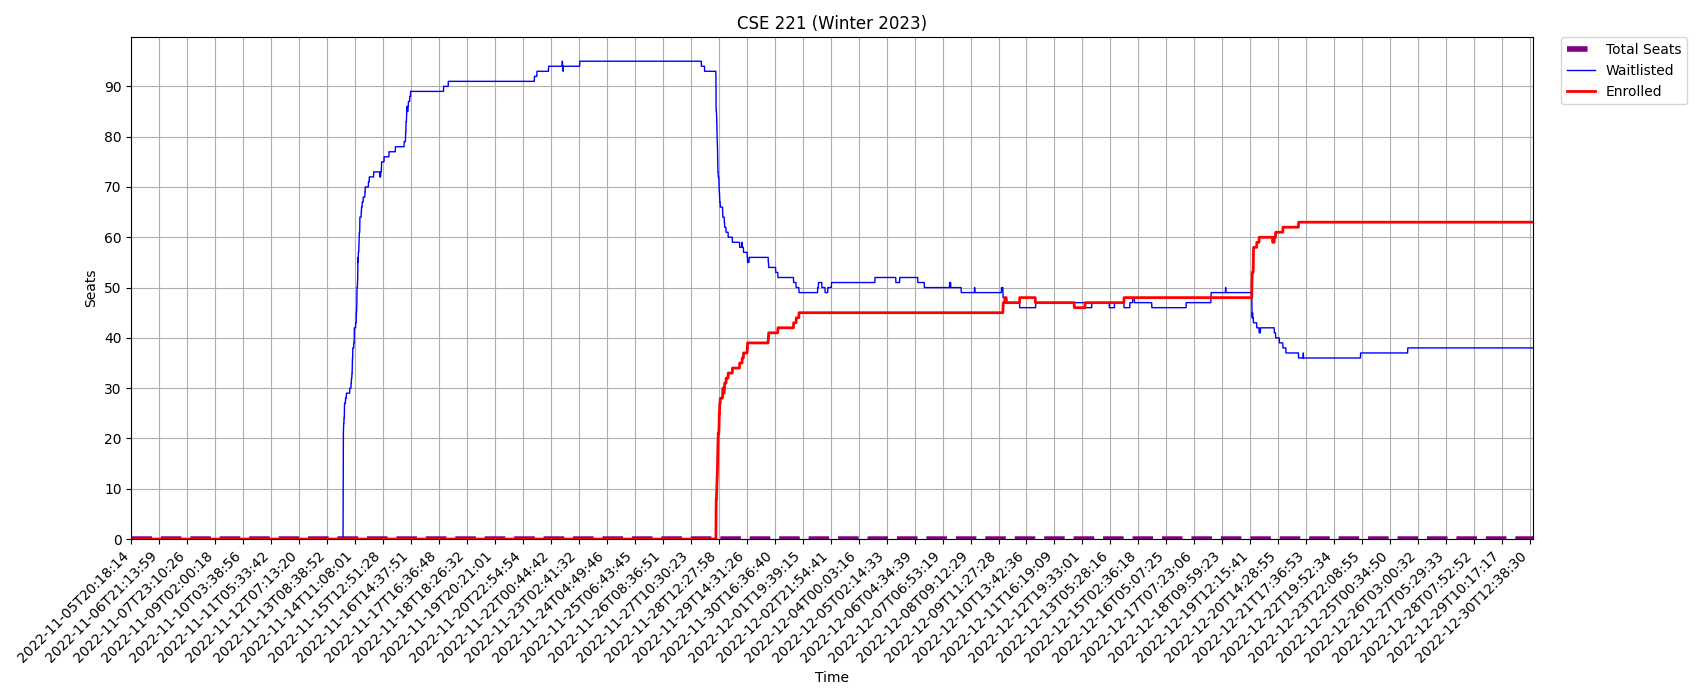 CSE 221 (Winter 2023)
Total Seats
Waitlisted
Enrolled
Seats
90
80
70
60
50
40
30
20
10
0
2022-11-05T20:18:14
2022-11-06T21:13:59
2022-11-07T23:10:26
2022-11-09T02:00:18
2022-11-10T03:38:56
2022-11-11T05:33:42
2022-11-12T07:13:20
2022-11-13T08:38:52
2022-11-14T11:08:01
2022-11-15T12:51:28
2022-11-16T14:37:51
2022-11-17T16:36:48
2022-11-18T18:26:32
2022-11-19T20:21:01
2022-11-20T22:54:54
2022-11-22T00:44:42
2022-11-23T02:41:32
2022-11-24T04:49:46
2022-11-25T06:43:45
2022-11-26T08:36:51
2022-11-27T10:30:23
2022-11-28T12:27:58
2022-11-29T14:31:26
2022-11-30T16:36:40
2022-12-01T19:39:15
2022-12-02T21:54:41
2022-12-04T00:03:16
2022-12-05T02:14:33
2022-12-06T04:34:39
2022-12-07T06:53:19
2022-12-08T09:12:29
2022-12-09T11:27:28
2022-12-10T13:42:36
2022-12-11T16:19:09
2022-12-12T19:33:01
2022-12-13T05:28:16
2022-12-15T02:36:18
2022-12-16T05:07:25
2022-12-17T07:23:06
2022-12-18T09:59:23
2022-12-19T12:15:41
2022-12-20T14:28:55
2022-12-21T17:36:53
2022-12-22T19:52:34
2022-12-23T22:08:55
2022-12-25T00:34:50
2022-12-26T03:00:32
2022-12-27T05:29:33
2022-12-28T07:52:52
2022-12-29T10:17:17
2022-12-30T12:38:30
Time